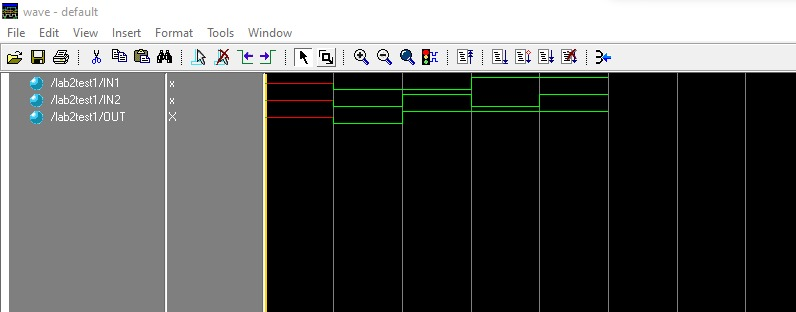 wave - default
File Edit View Insert Format Tools Window
/lab2test1/IN1 x
/lab2test1/IN2 x
/lab2test1/OUT X